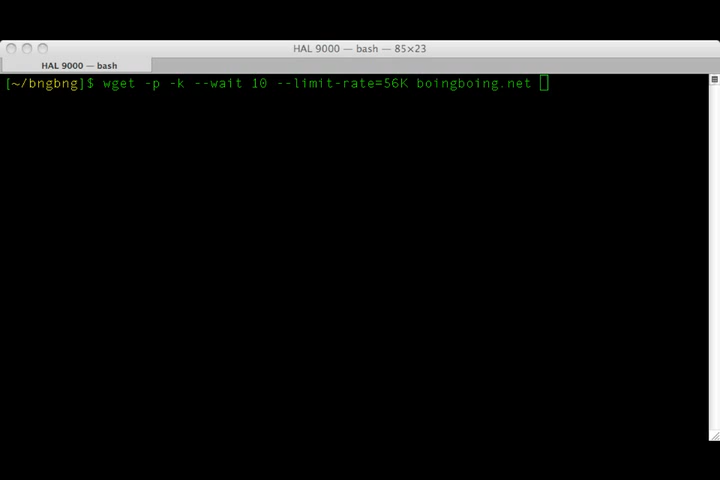 HAL 9000 — bash — 85×23
HAL 9000 — bash
[~/bngbng]$ wget -p -k --wait 10 --limit-rate=56K boingboing.net